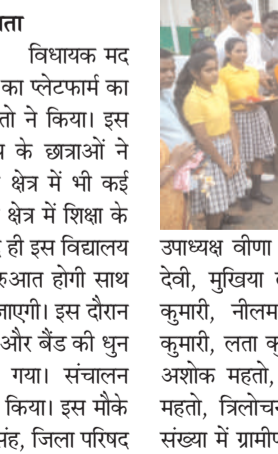 ता
विधायक मद
का प्लेटफार्म का
तो ने किया। इस
के छात्राओं ने
क्षेत्र में भी कई
क्षेत्र में शिक्षा के
ही इस विद्यालय
रुआत होगी साथ
जाएगी। इस दौरान
और बैंड की धुन
गया। संचालन
किया। इस मौके
संह, जिला परिषद
उपाध्यक्ष वीणा
देवी, मुखिया
कुमारी, नीलम
कुमारी, लता कु
अशोक महतो,
महतो, त्रिलोचन
संख्या में ग्रामीण